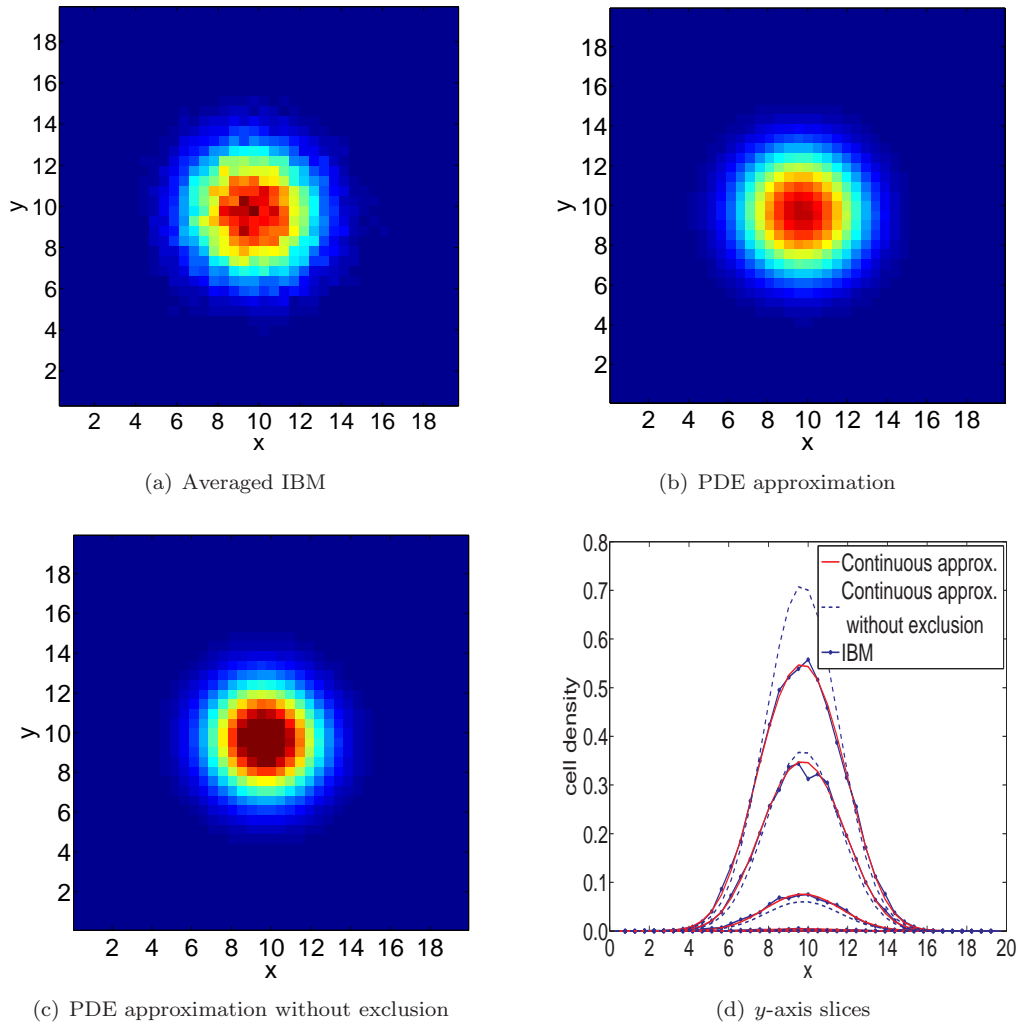 18
16
14
12
10
8
6
4
2
y
2 4 6 8 10 12 14 16 18
x
(a) Averaged IBM
18
16
14
12
10
8
6
4
2
y
2 4 6 8 10 12 14 16 18
x
(b) PDE approximation
18
16
14
12
10
8
6
4
2
y
2 4 6 8 10 12 14 16 18
x
(c) PDE approximation without exclusion
0.8
0.7
0.6
0.5
0.4
0.3
0.2
0.1
0.0
cell density
Continuous approx.
Continuous approx.
without exclusion
IBM
0 2 4 6 8 10 12 14 16 18 20
x
(d) y-axis slices